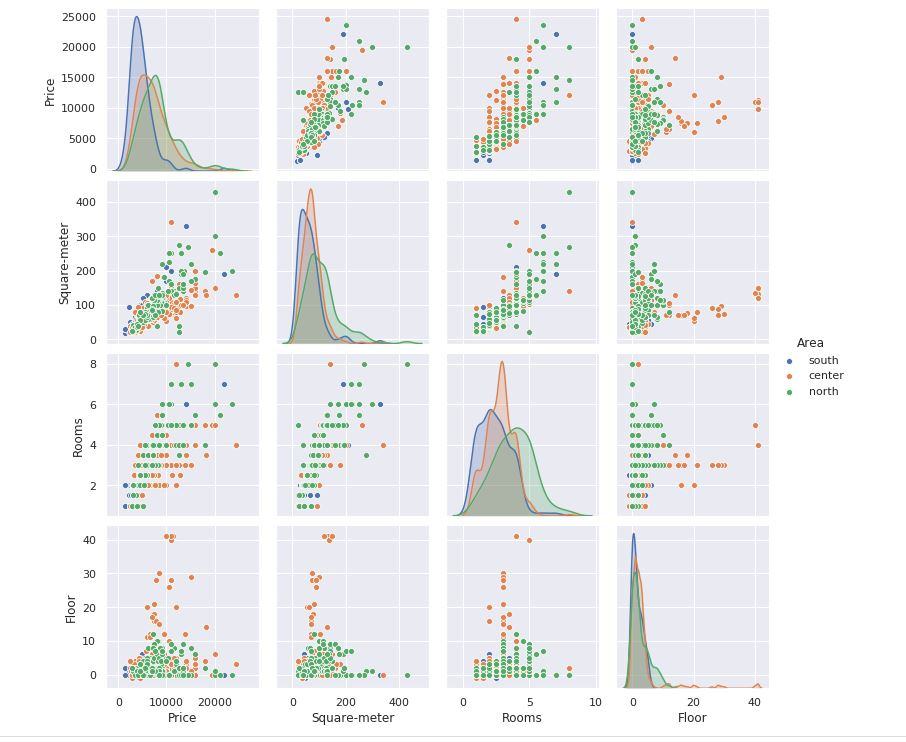 25000
20000
15000
10000
5000
0
Price
400
300
200
100
0
Square-meter
8
6
4
2
Rooms
Area
south
center
north
40
30
20
10
0
Floor
0 10000 20000
Price
0 200 400
Square-meter
0 5 10
Rooms
0 20 40
Floor